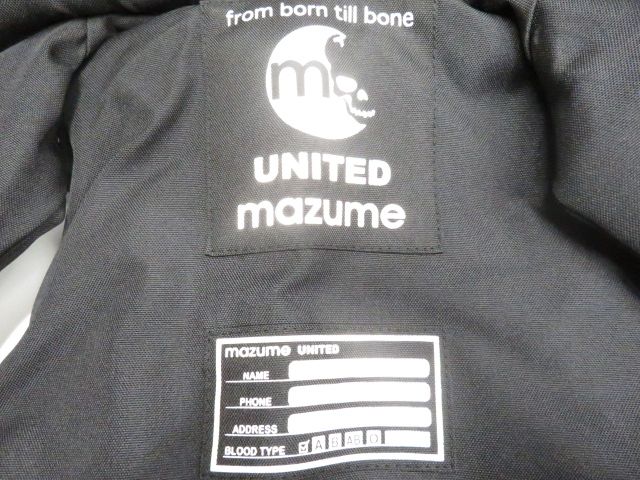 from born till bone
m
UNITED
mazume
mazume UNITED
NAME
PHONE
ADDRESS
BLOOD TYPE A B AB O